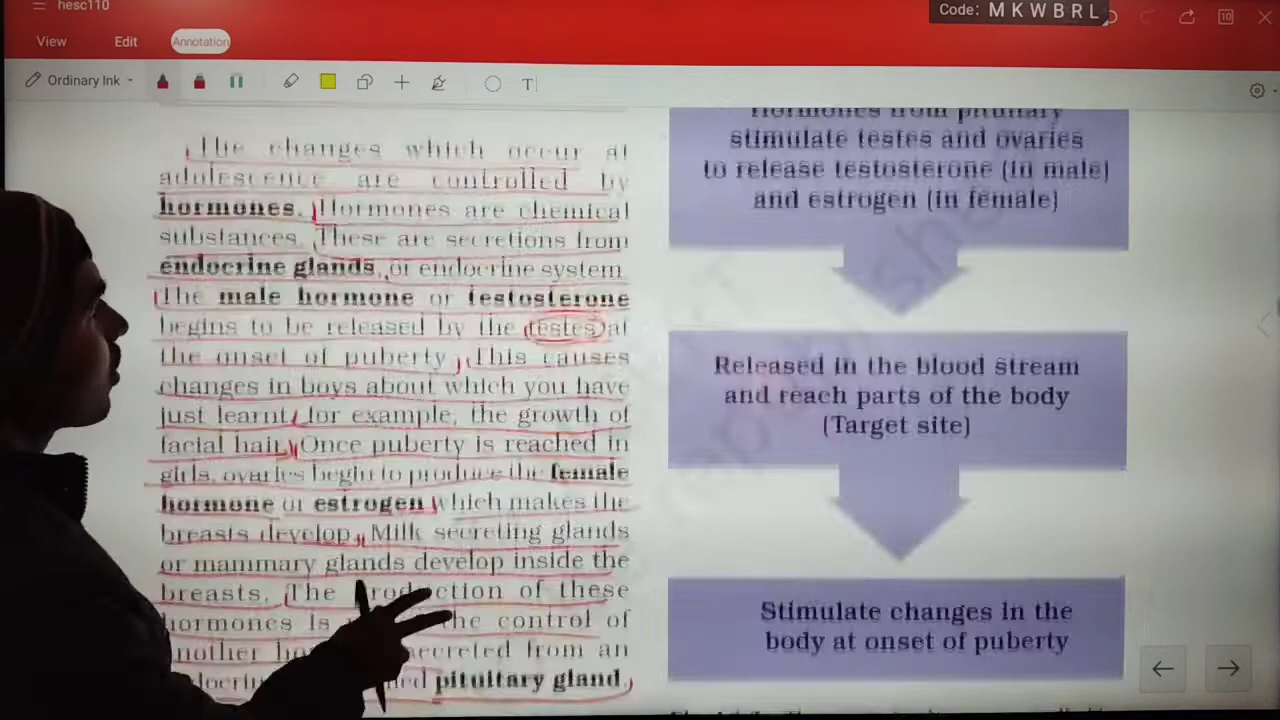 hesc110
Code: M K W B R L
10
View Edit Annotation
Ordinary Ink
T
The changes which occur at
adolescence are controlled by
hormones. Hormones are chemical
substances. These are secretions from
endocrine glands, or endocrine system.
The male hormone or testosterone
begins to be released by the testes at
the onset of puberty. This causes
changes in boys about which you have
just learnt, for example, the growth of
facial hair. Once puberty is reached in
girls, ovaries begin to produce the female
hormone or estrogen which makes the
breasts develop. Milk secreting glands
or mammary glands develop inside the
breasts. The production of these
hormones is the control of
secreted from an
pituitary gland.
Hormones from pituitary
stimulate testes and ovaries
to release testosterone (in male)
and estrogen (in female)
Released in the blood stream
and reach parts of the body
(Target site)
Stimulate changes in the
body at onset of puberty